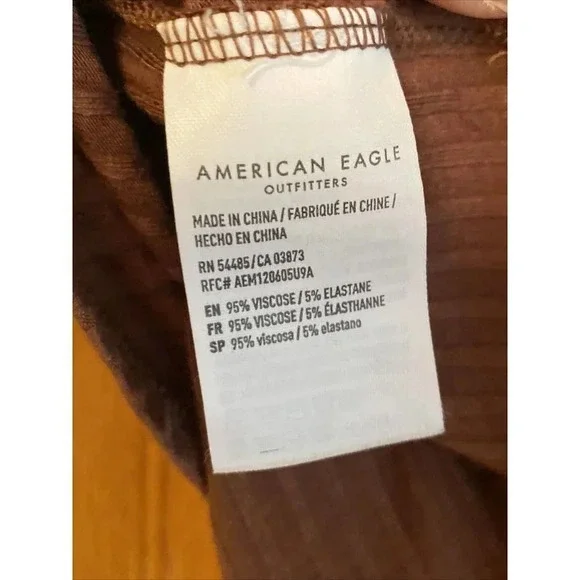 AMERICAN EAGLE
OUTFITTERS
MADE IN CHINA / FABRIQUÉ EN CHINE /
HECHO EN CHINA
RN 54485/CA 03873
RFC# AEM120605U9A
EN 95% VISCOSE / 5% ELASTANE
FR 95% VISCOSE / 5% ÉLASTHANNE
SP 95% viscosa / 5% elastano